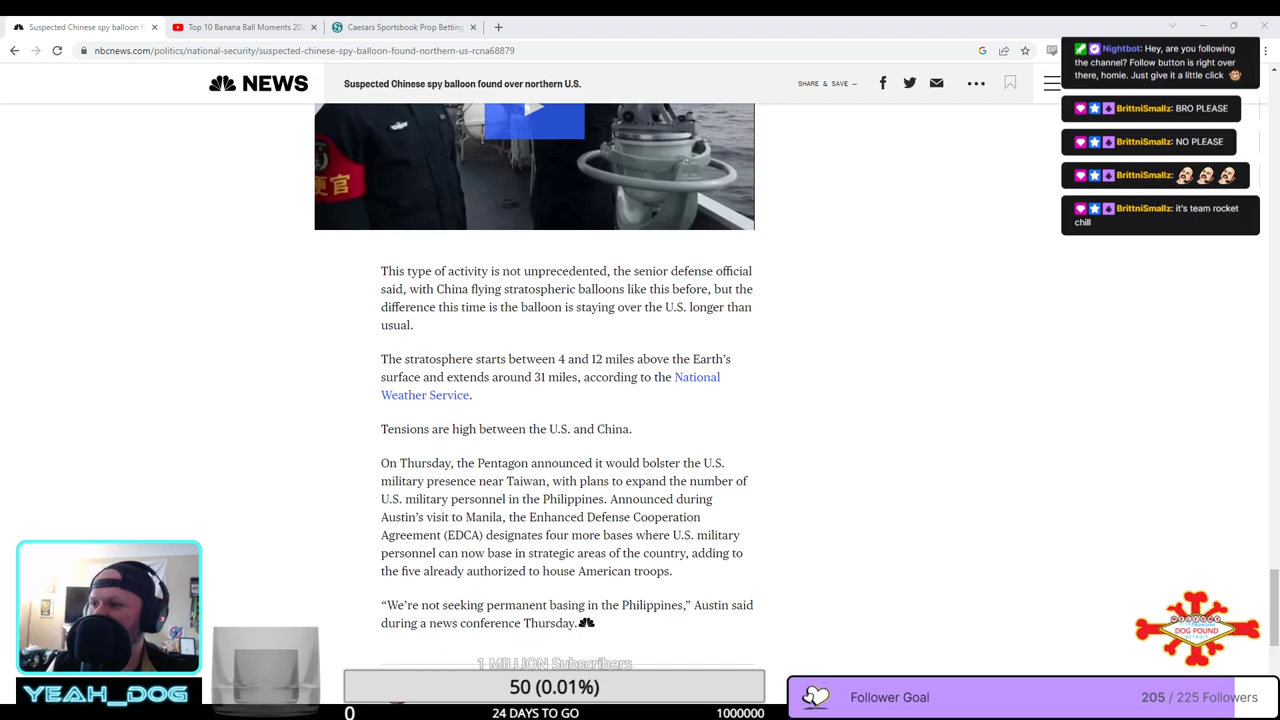 Suspected Chinese spy balloon f
Top 10 Banana Ball Moments 202
Caesars Sportsbook Prop Betting
nbcnews.com/politics/national-security/suspected-chinese-spy-balloon-found-northern-us-rcna68879
NEWS
Suspected Chinese spy balloon found over northern U.S.
SHARE & SAVE —
Nightbot: Hey, are you following
the channel? Follow button is right over
there, homie. Just give it a little click
BrittniSmallz: BRO PLEASE
BrittniSmallz: NO PLEASE
BrittniSmallz:
BrittniSmallz: it's team rocket
chill
官
This type of activity is not unprecedented, the senior defense official
said, with China flying stratospheric balloons like this before, but the
difference this time is the balloon is staying over the U.S. longer than
usual.
The stratosphere starts between 4 and 12 miles above the Earth's
surface and extends around 31 miles, according to the National
Weather Service.
Tensions are high between the U.S. and China.
On Thursday, the Pentagon announced it would bolster the U.S.
military presence near Taiwan, with plans to expand the number of
U.S. military personnel in the Philippines. Announced during
Austin's visit to Manila, the Enhanced Defense Cooperation
Agreement (EDCA) designates four more bases where U.S. military
personnel can now base in strategic areas of the country, adding to
the five already authorized to house American troops.
“We're not seeking permanent basing in the Philippines,” Austin said
during a news conference Thursday.
YEAH_DOG
1 MILLION Subscribers
50 (0.01%)
0
24 DAYS TO GO
1000000
DOG POUND
DETROIT
Follower Goal
205 / 225 Followers